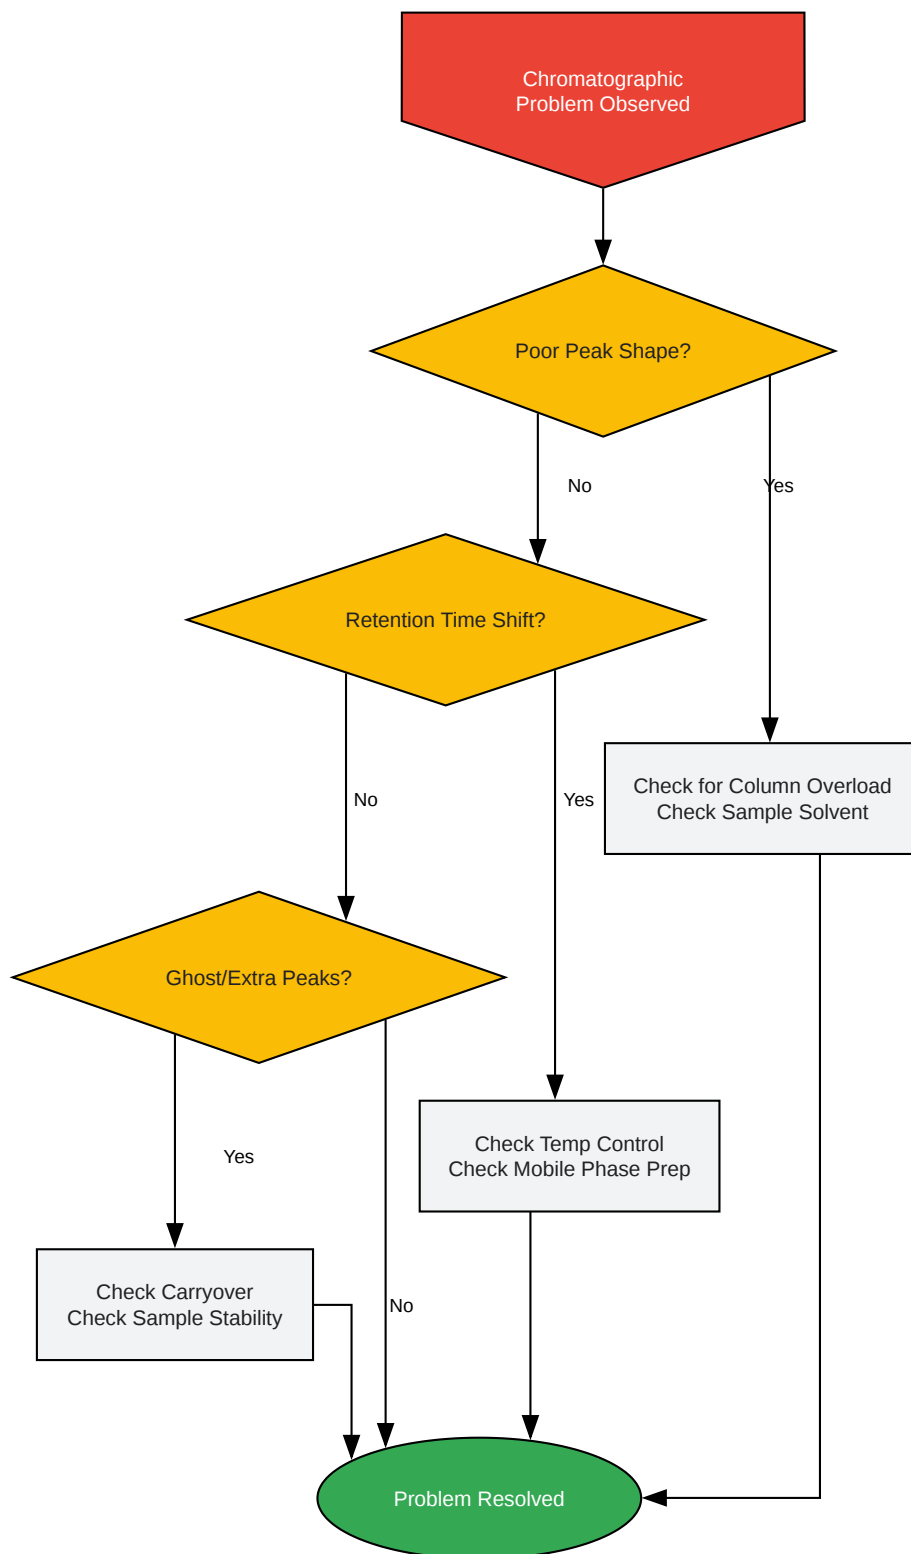 Chromatographic
Problem Observed
Poor Peak Shape?
No
Yes
Retention Time Shift?
Check for Column Overload
Check Sample Solvent
No
Yes
Ghost/Extra Peaks?
Check Temp Control
Check Mobile Phase Prep
Yes
Check Carryover
Check Sample Stability
No
Problem Resolved